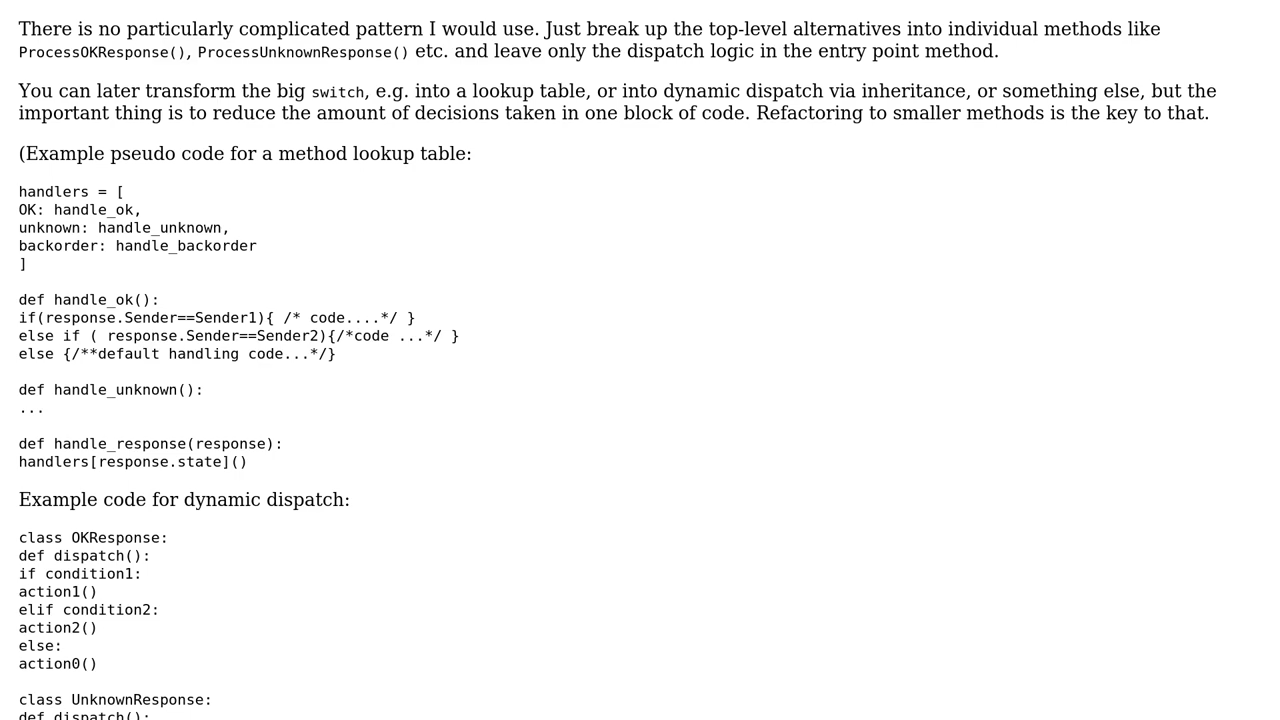 There is no particularly complicated pattern I would use. Just break up the top-level alternatives into individual methods like
ProcessOKResponse(), ProcessUnknownResponse() etc. and leave only the dispatch logic in the entry point method.
You can later transform the big switch, e.g. into a lookup table, or into dynamic dispatch via inheritance, or something else, but the
important thing is to reduce the amount of decisions taken in one block of code. Refactoring to smaller methods is the key to that.
(Example pseudo code for a method lookup table:
handlers = [
OK: handle_ok,
unknown: handle_unknown,
backorder: handle_backorder
]
def handle_ok():
if(response.Sender==Sender1){ /* code....*/ }
else if ( response.Sender==Sender2){/*code ...*/ }
else {/**default handling code...*/}
def handle_unknown():
...
def handle_response(response):
handlers[response.state]()
Example code for dynamic dispatch:
class OKResponse:
def dispatch():
if condition1:
action1()
elif condition2:
action2()
else:
action0()
class UnknownResponse:
def dispatch():